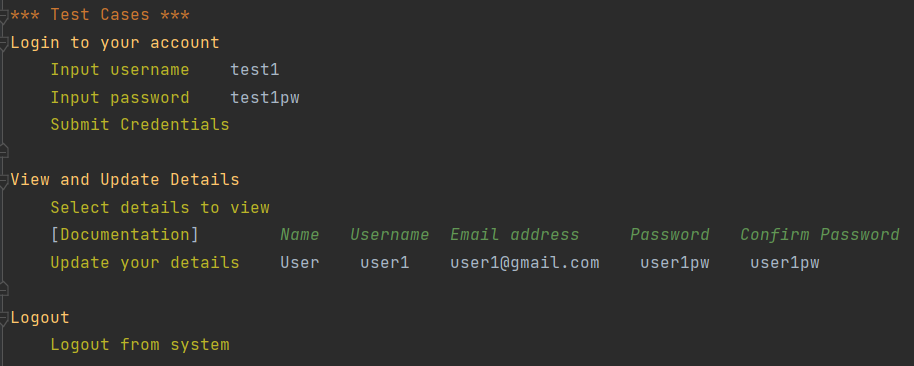 *** Test Cases ***
Login to your account
    Input username    test1
    Input password    test1pw
    Submit Credentials
View and Update Details
    Select details to view
    [Documentation]        Name   Username  Email address     Password   Confirm Password
    Update your details    User    user1    user1@gmail.com    user1pw    user1pw
Logout
    Logout from system